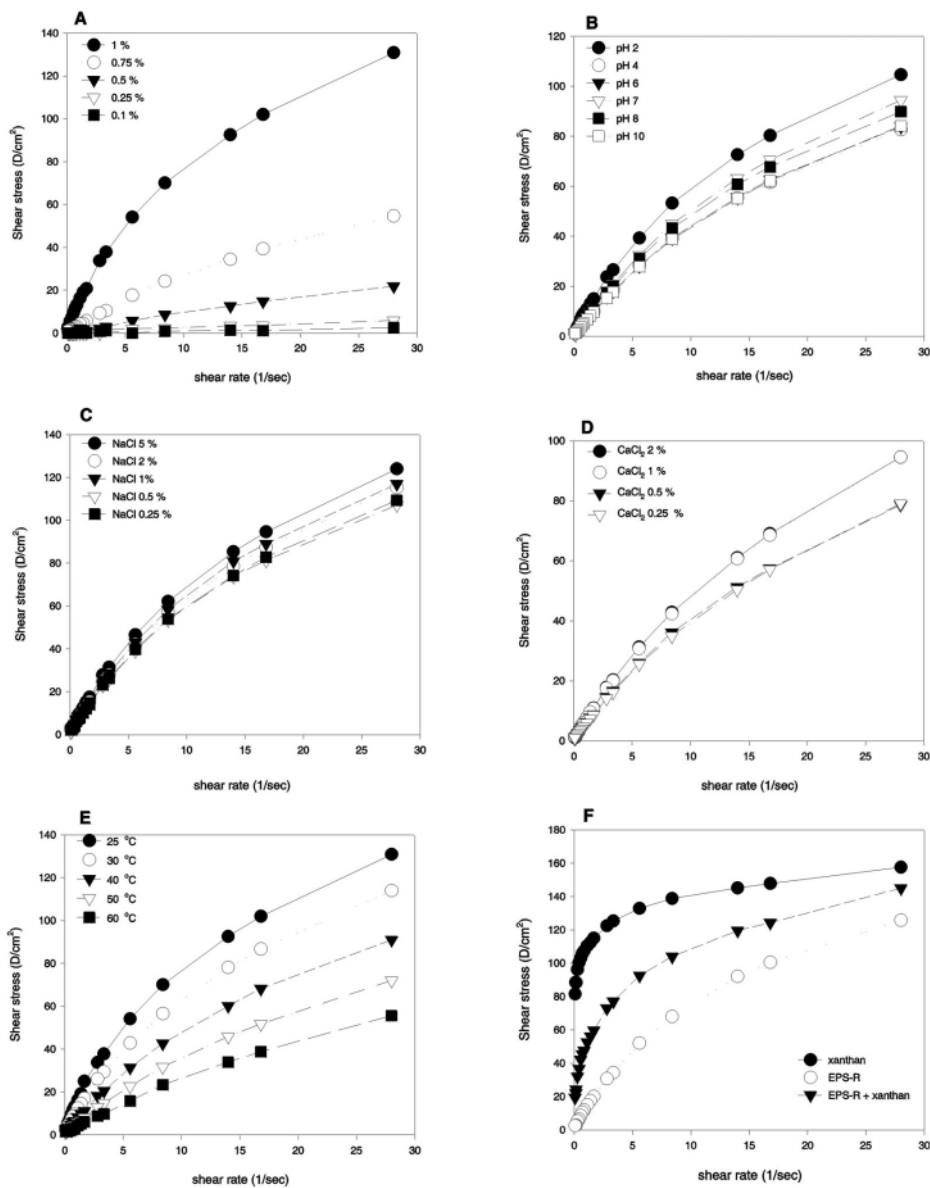 A
1 %
0.75 %
0.5 %
0.25 %
0.1 %
140
120
100
80
60
40
20
0
Shear stress (D/cm²)
0 5 10 15 20 25 30
shear rate (1/sec)
B
pH 2
pH 4
pH 6
pH 7
pH 8
pH 10
120
100
80
60
40
20
0
Shear stress (D/cm²)
0 5 10 15 20 25 30
shear rate (1/sec)
C
NaCl 5 %
NaCl 2 %
NaCl 1%
NaCl 0.5 %
NaCl 0.25 %
140
120
100
80
60
40
20
0
Shear stress (D/cm²)
0 5 10 15 20 25 30
shear rate (1/sec)
D
CaCl₂ 2 %
CaCl₂ 1 %
CaCl₂ 0.5 %
CaCl₂ 0.25 %
100
80
60
40
20
0
Shear stress (D/cm²)
0 5 10 15 20 25 30
shear rate (1/sec)
E
25 °C
30 °C
40 °C
50 °C
60 °C
140
120
100
80
60
40
20
0
Shear stress (D/cm²)
0 5 10 15 20 25 30
shear rate (1/sec)
F
180
160
140
120
100
80
60
40
20
0
Shear stress (D/cm²)
xanthan
EPS-R
EPS-R + xanthan
0 5 10 15 20 25 30
shear rate (1/sec)